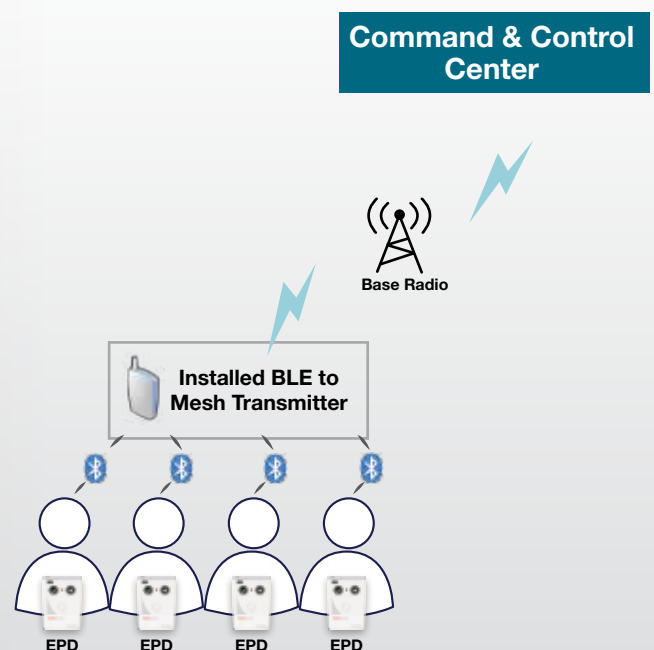 Command & Control
Center
Base Radio
Installed BLE to
Mesh Transmitter
EPD
EPD
EPD
EPD